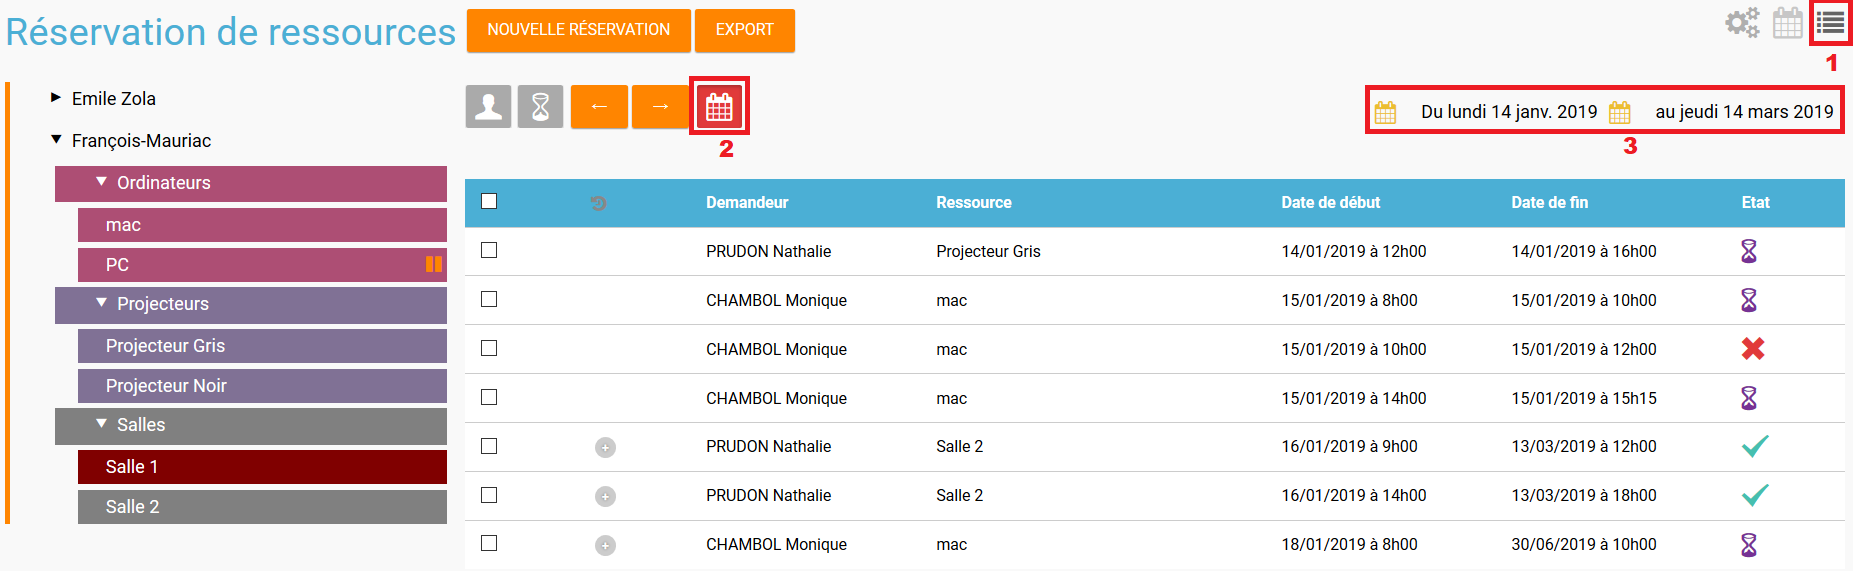 Réservation de ressources NOUVELLE RÉSERVATION EXPORT
1
Emile Zola
François-Mauriac
Ordinateurs
mac
PC
Projecteurs
Projecteur Gris
Projecteur Noir
Salles
Salle 1
Salle 2
← →
2
Du lundi 14 janv. 2019 au jeudi 14 mars 2019
3
Demandeur Ressource Date de début Date de fin Etat
PRUDON Nathalie Projecteur Gris 14/01/2019 à 12h00 14/01/2019 à 16h00
CHAMBOL Monique mac 15/01/2019 à 8h00 15/01/2019 à 10h00
CHAMBOL Monique mac 15/01/2019 à 10h00 15/01/2019 à 12h00
CHAMBOL Monique mac 15/01/2019 à 14h00 15/01/2019 à 15h15
PRUDON Nathalie Salle 2 16/01/2019 à 9h00 13/03/2019 à 12h00
PRUDON Nathalie Salle 2 16/01/2019 à 14h00 13/03/2019 à 18h00
CHAMBOL Monique mac 18/01/2019 à 8h00 30/06/2019 à 10h00